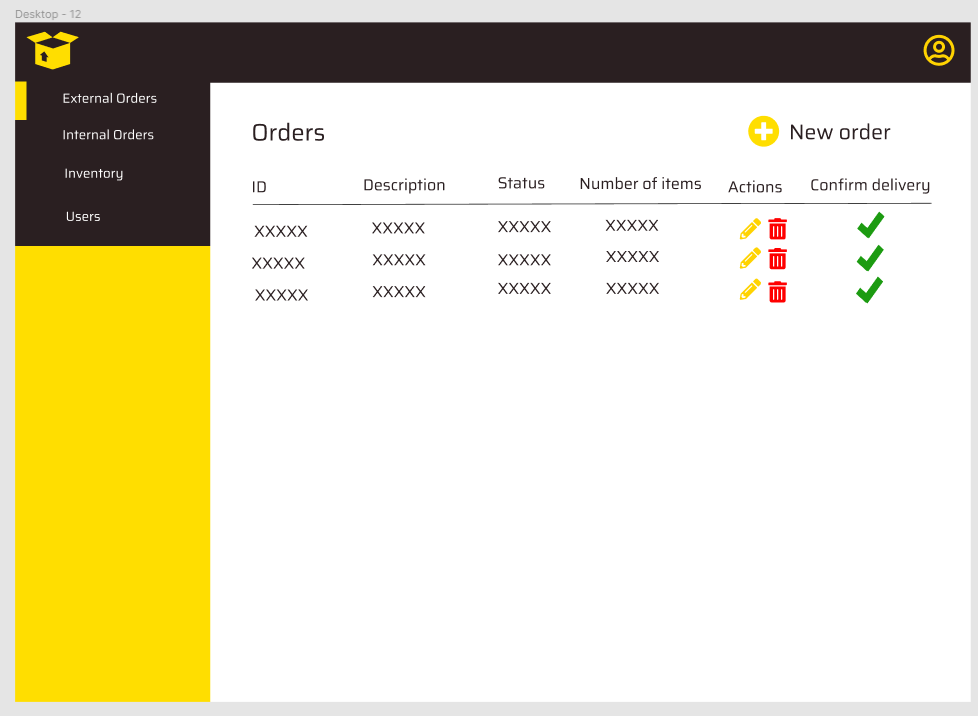 Desktop - 12
External Orders
Internal Orders
Inventory
Users
Orders
New order
ID Description Status Number of items Actions Confirm delivery
XXXXX XXXXX XXXXX XXXXX
XXXXX XXXXX XXXXX XXXXX
XXXXX XXXXX XXXXX XXXXX